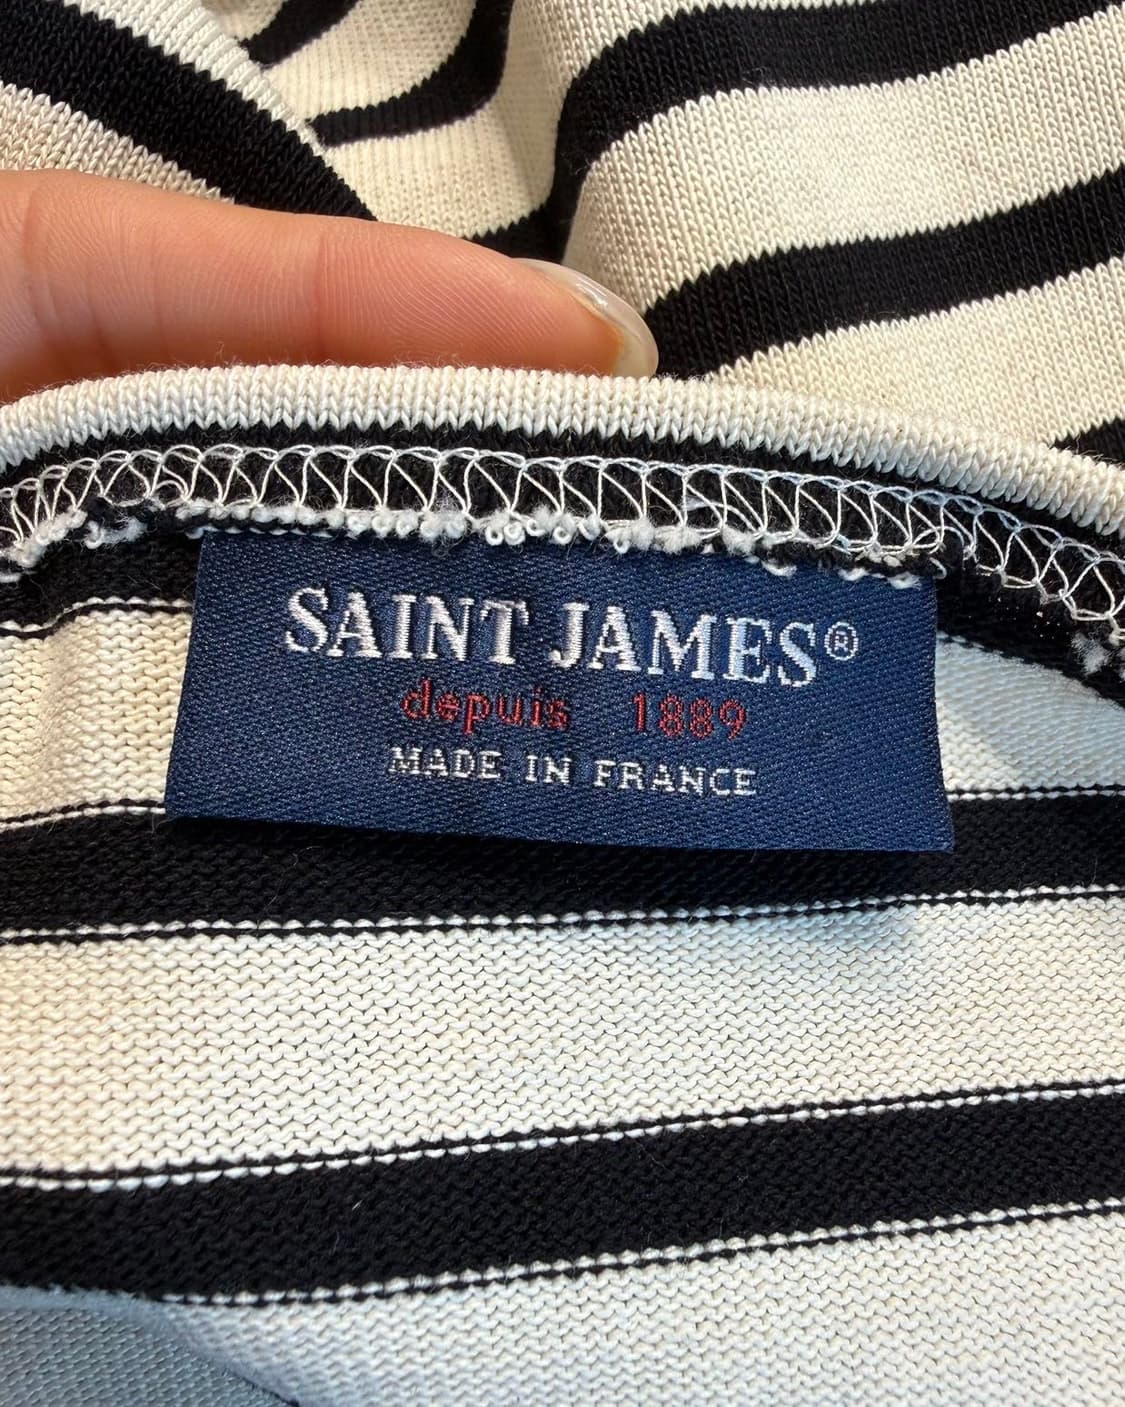 SAINT JAMES®
depuis 1889
MADE IN FRANCE